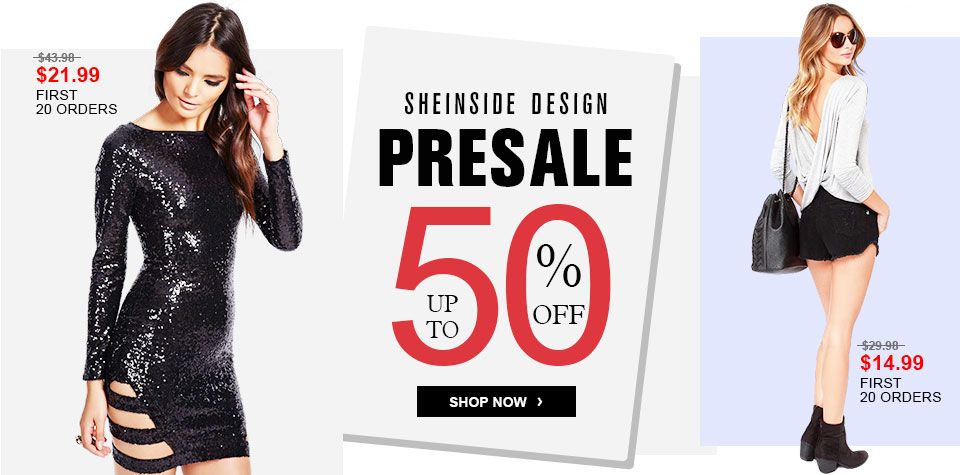 $43.98
$21.99
FIRST
20 ORDERS
SHEINSIDE DESIGN
PRESALE
50
UP
TO
%
OFF
SHOP NOW ›
$29.98
$14.99
FIRST
20 ORDERS